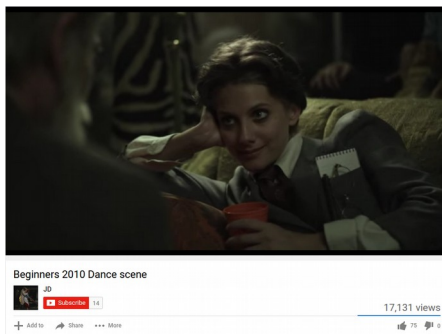 Beginners 2010 Dance scene
JD
Subscribe 14
17,131 views
Add to Share More
75 0